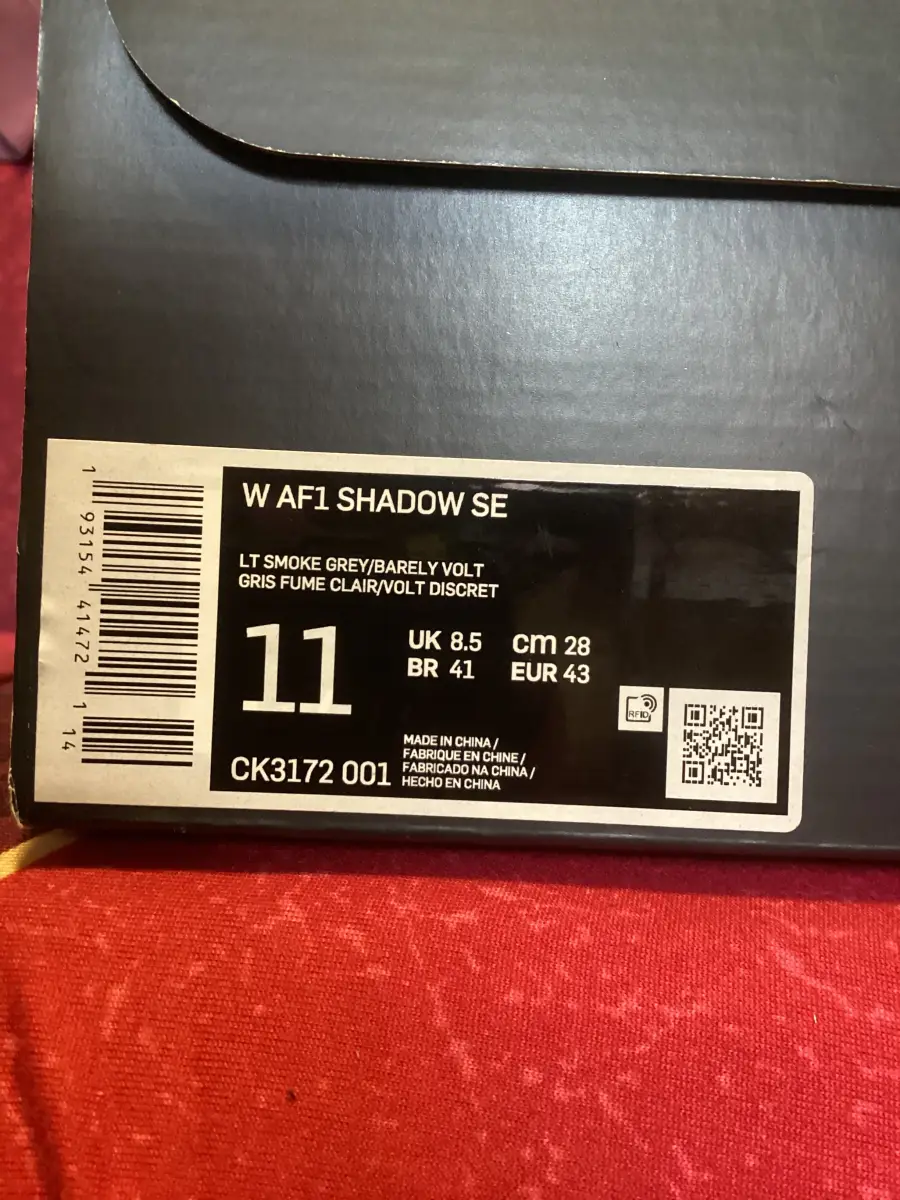 W AF1 SHADOW SE
LT SMOKE GREY/BARELY VOLT
GRIS FUME CLAIR/VOLT DISCRET
11
UK 8.5 cm 28
BR 41 EUR 43
RFID
CK3172 001
MADE IN CHINA /
FABRIQUE EN CHINE /
FABRICADO NA CHINA /
HECHO EN CHINA
1 93154 41472 1 14